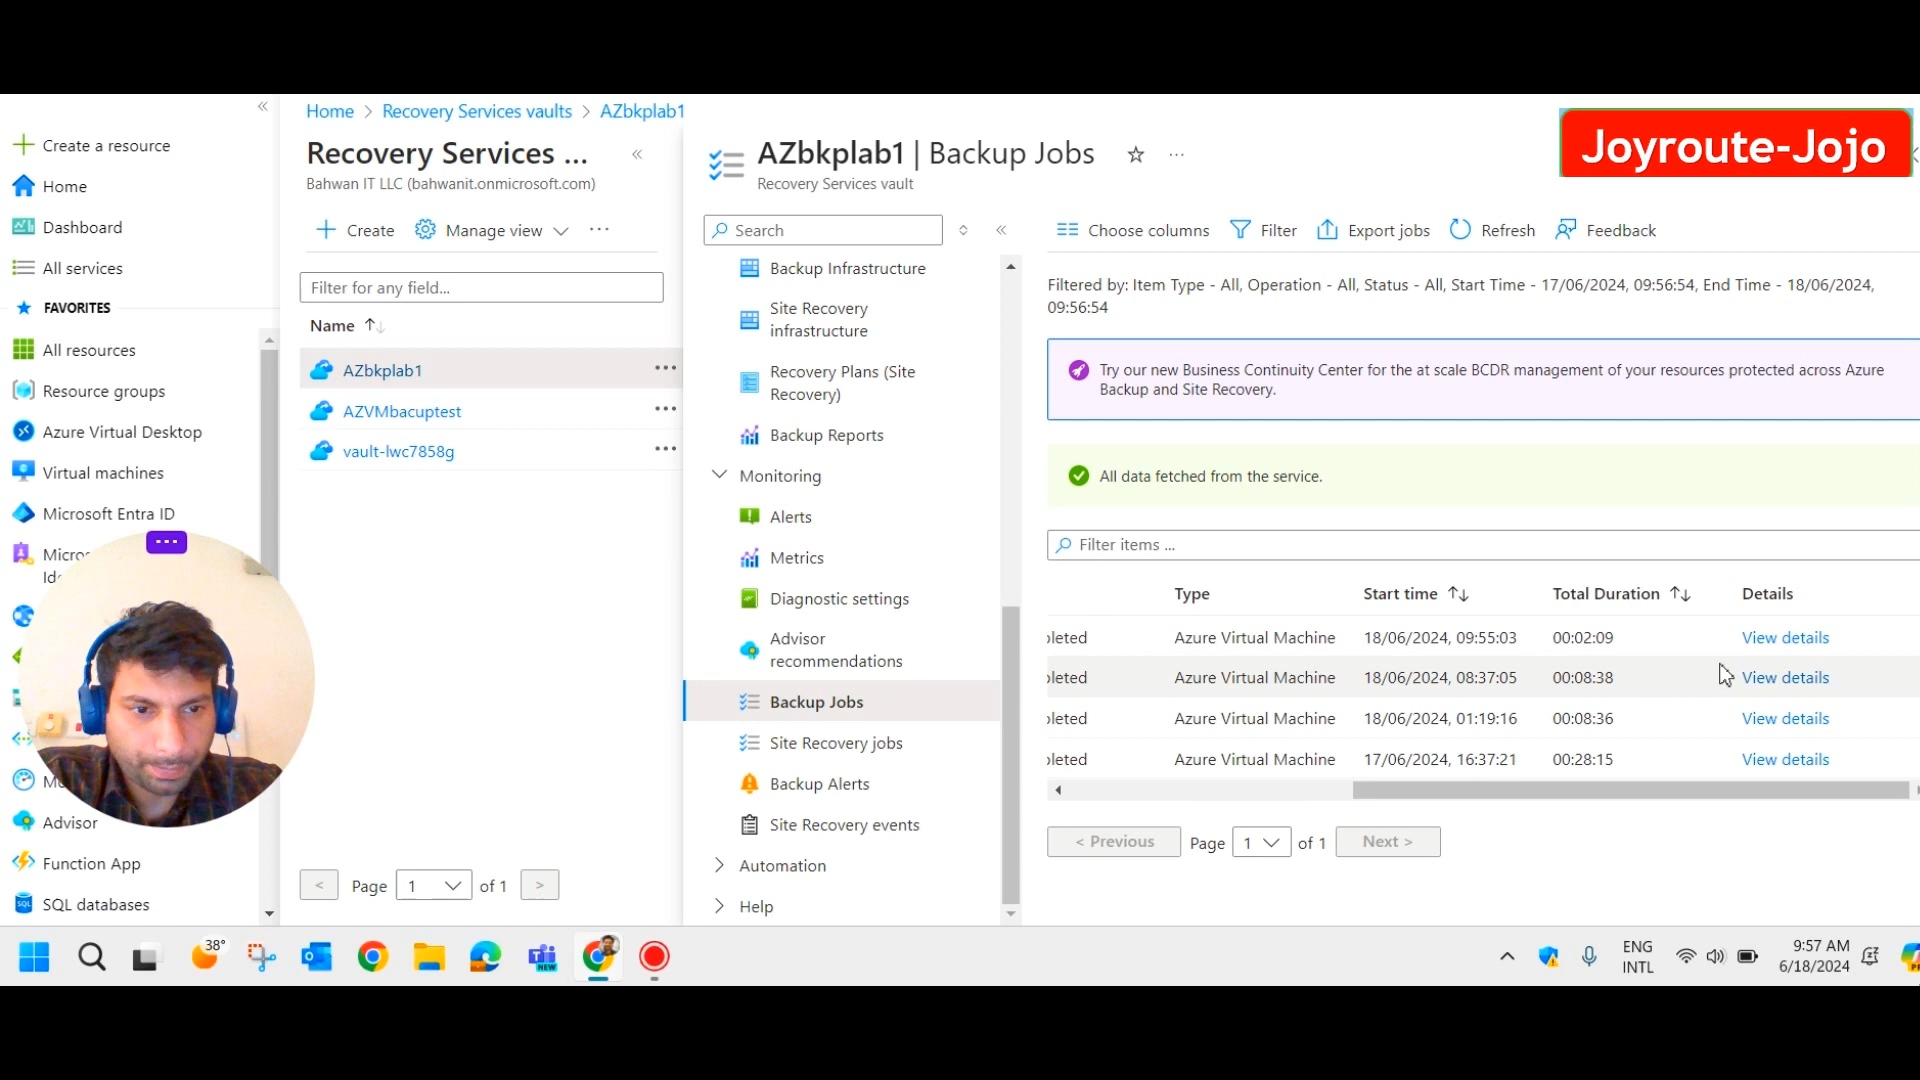 Joyroute-Jojo
Home > Recovery Services vaults > AZbkplab1
Create a resource
Home
Dashboard
All services
FAVORITES
All resources
Resource groups
Azure Virtual Desktop
Virtual machines
Microsoft Entra ID
Advisor
Function App
SQL databases
Recovery Services ...
Bahwan IT LLC (bahwanit.onmicrosoft.com)
Create Manage view ...
Filter for any field...
Name
AZbkplab1
AZVMbacuptest
vault-lwc7858g
< Page 1 of 1 >
AZbkplab1 | Backup Jobs
Recovery Services vault
Search
Backup Infrastructure
Site Recovery
infrastructure
Recovery Plans (Site
Recovery)
Backup Reports
Monitoring
Alerts
Metrics
Diagnostic settings
Advisor
recommendations
Backup Jobs
Site Recovery jobs
Backup Alerts
Site Recovery events
Automation
Help
Choose columns Filter Export jobs Refresh Feedback
Filtered by: Item Type - All, Operation - All, Status - All, Start Time - 17/06/2024, 09:56:54, End Time - 18/06/2024,
09:56:54
Try our new Business Continuity Center for the at scale BCDR management of your resources protected across Azure
Backup and Site Recovery.
All data fetched from the service.
Filter items ...
Type Start time Total Duration Details
leted Azure Virtual Machine 18/06/2024, 09:55:03 00:02:09 View details
leted Azure Virtual Machine 18/06/2024, 08:37:05 00:08:38 View details
leted Azure Virtual Machine 18/06/2024, 01:19:16 00:08:36 View details
leted Azure Virtual Machine 17/06/2024, 16:37:21 00:28:15 View details
< Previous Page 1 of 1 Next >
38°
NEW
ENG
INTL
9:57 AM
6/18/2024